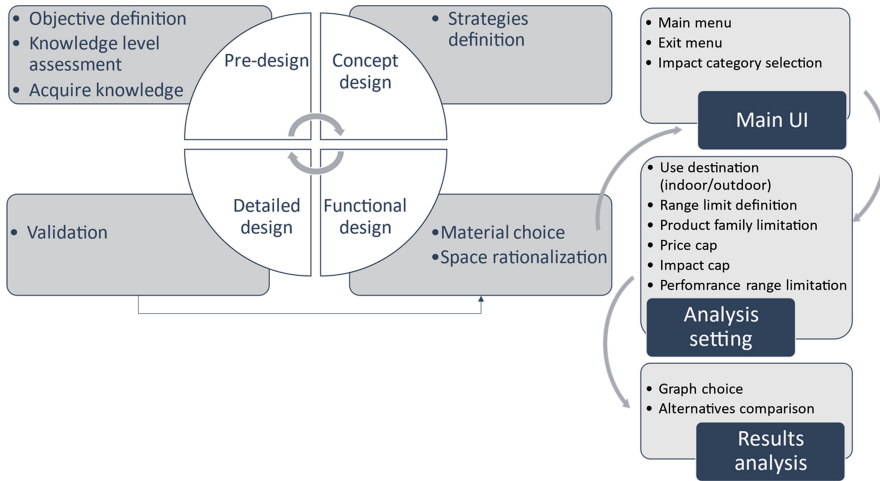 • Objective definition
• Knowledge level
assessment
• Acquire knowledge
Pre-design
Concept
design
• Strategies
definition
Detailed
design
• Validation
Functional
design
•Material choice
•Space rationalization
• Main menu
• Exit menu
• Impact category selection
Main UI
• Use destination
(indoor/outdoor)
• Range limit definition
• Product family limitation
• Price cap
• Impact cap
• Perfomrance range limitation
Analysis
setting
• Graph choice
• Alternatives comparison
Results
analysis